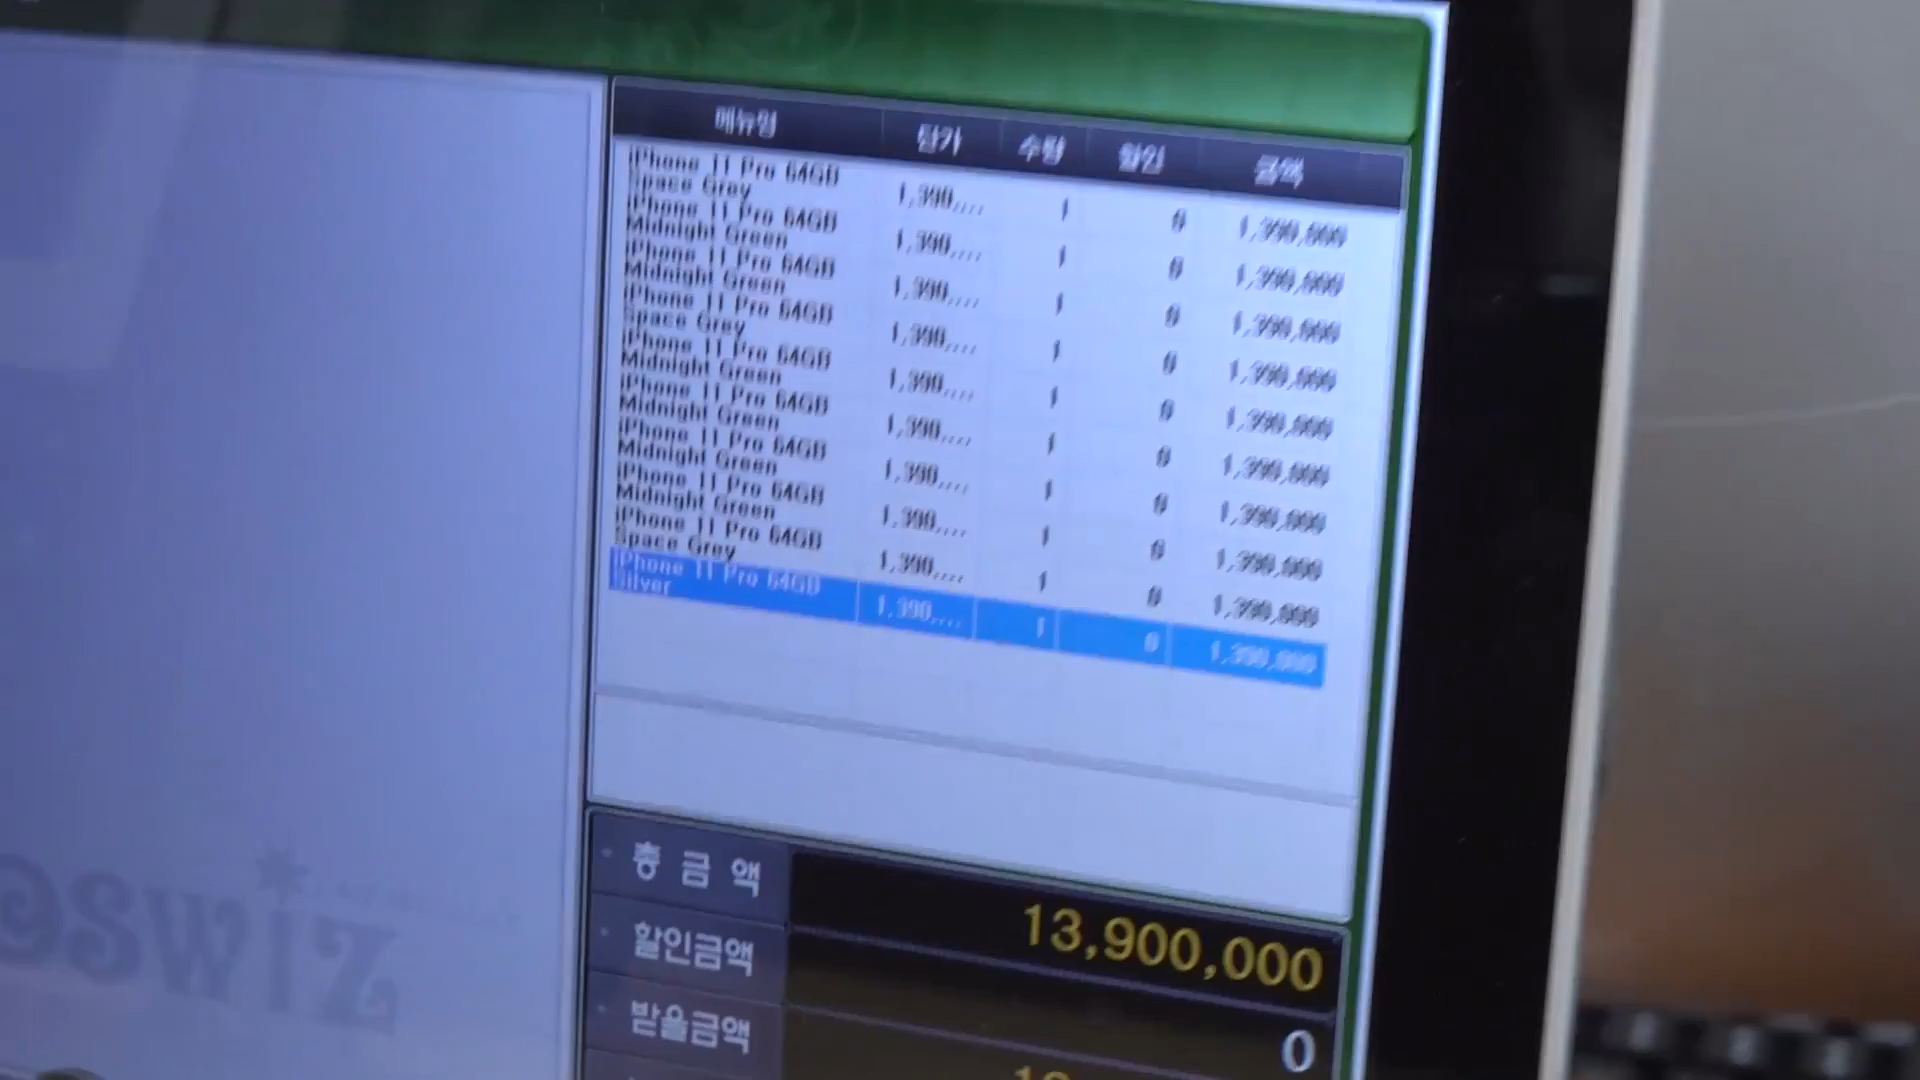 메뉴명 단가 수량 할인 금액
iPhone 11 Pro 64GB
Space Grey 1,390,... 1 0 1,390,000
iPhone 11 Pro 64GB
Midnight Green 1,390,... 1 0 1,390,000
iPhone 11 Pro 64GB
Midnight Green 1,390,... 1 0 1,390,000
iPhone 11 Pro 64GB
Space Grey 1,390,... 1 0 1,390,000
iPhone 11 Pro 64GB
Midnight Green 1,390,... 1 0 1,390,000
iPhone 11 Pro 64GB
Midnight Green 1,390,... 1 0 1,390,000
iPhone 11 Pro 64GB
Midnight Green 1,390,... 1 0 1,390,000
iPhone 11 Pro 64GB
Midnight Green 1,390,... 1 0 1,390,000
iPhone 11 Pro 64GB
Space Grey 1,390,... 1 0 1,390,000
iPhone 11 Pro 64GB
Silver 1,390,... 1 0 1,390,000
총 금 액 13,900,000
할인금액 0
받을금액
oswiz